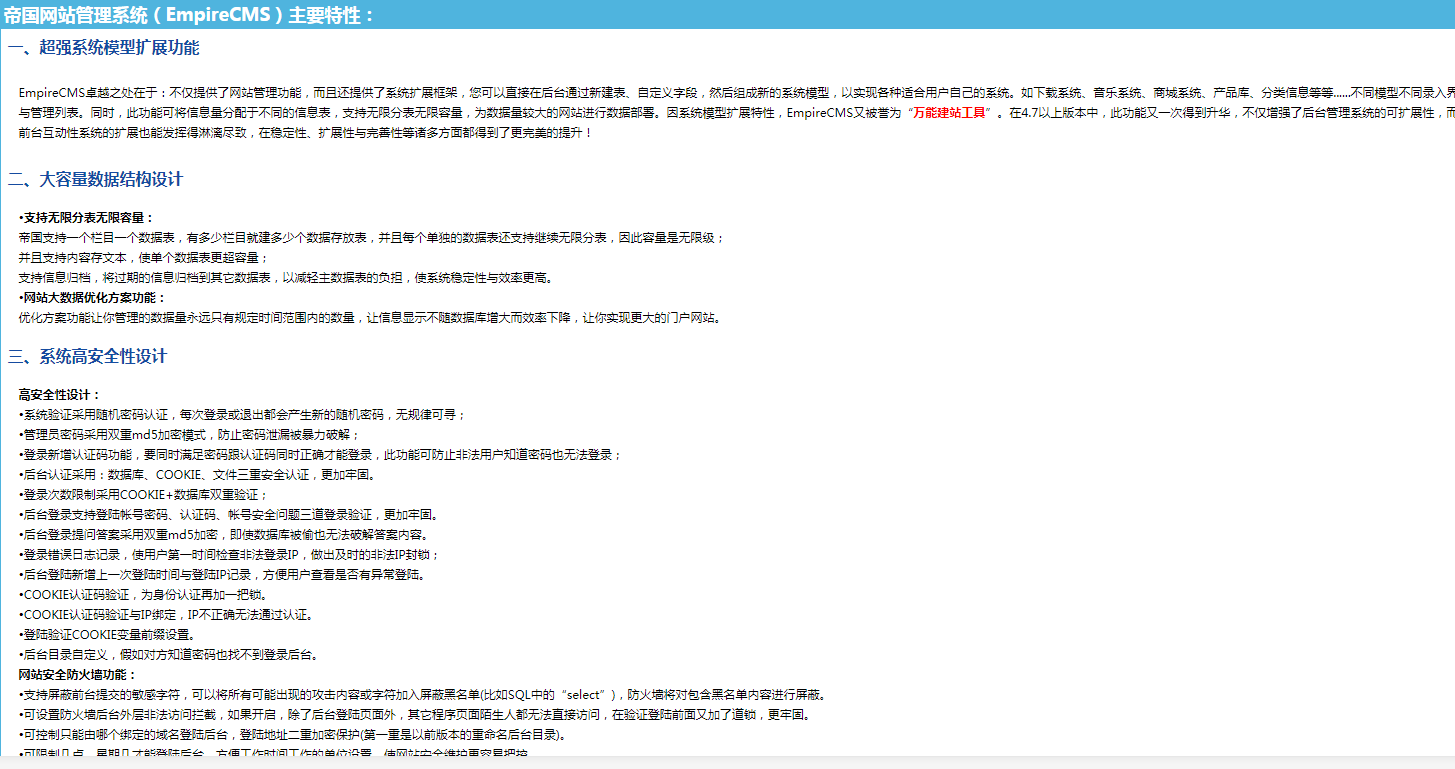 帝国网站管理系统（EmpireCMS）主要特性：
一、超强系统模型扩展功能
EmpireCMS卓越之处在于：不仅提供了网站管理功能，而且还提供了系统扩展框架，您可以直接在后台通过新建表、自定义字段，然后组成新的系统模型，以实现各种适合用户自己的系统。如下载系统、音乐系统、商城系统、产品库、分类信息等等......不同模型不同录入界
与管理列表。同时，此功能可将信息量分配于不同的信息表，支持无限分表无限容量，为数据量较大的网站进行数据部署。因系统模型扩展特性，EmpireCMS又被誉为“万能建站工具”。在4.7以上版本中，此功能又一次得到升华，不仅增强了后台管理系统的可扩展性，而
前台互动性系统的扩展也能发挥得淋漓尽致，在稳定性、扩展性与完善性等诸多方面都得到了更完美的提升！
二、大容量数据结构设计
•支持无限分表无限容量：
帝国支持一个栏目一个数据表，有多少栏目就建多少个数据存放表，并且每个单独的数据表还支持继续无限分表，因此容量是无限级；
并且支持内容存文本，使单个数据表更超容量；
支持信息归档，将过期的信息归档到其它数据表，以减轻主数据表的负担，使系统稳定性与效率更高。
•网站大数据优化方案功能：
优化方案功能让你管理的数据量永远只有规定时间范围内的数量，让信息显示不随数据库增大而效率下降，让你实现更大的门户网站。
三、系统高安全性设计
高安全性设计：
•系统验证采用随机密码认证，每次登录或退出都会产生新的随机密码，无规律可寻；
•管理员密码采用双重md5加密模式，防止密码泄漏被暴力破解；
•登录新增认证码功能，要同时满足密码跟认证码同时正确才能登录，此功能可防止非法用户知道密码也无法登录；
•后台认证采用：数据库、COOKIE、文件三重安全认证，更加牢固。
•登录次数限制采用COOKIE+数据库双重验证；
•后台登录支持登陆帐号密码、认证码、帐号安全问题三道登录验证，更加牢固。
•后台登录提问答案采用双重md5加密，即使数据库被偷也无法破解答案内容。
•登录错误日志记录，使用户第一时间检查非法登录IP，做出及时的非法IP封锁；
•后台登陆新增上一次登陆时间与登陆IP记录，方便用户查看是否有异常登陆。
•COOKIE认证码验证，为身份认证再加一把锁。
•COOKIE认证码验证与IP绑定，IP不正确无法通过认证。
•登陆验证COOKIE变量前缀设置。
•后台目录自定义，假如对方知道密码也找不到登录后台。
网站安全防火墙功能：
•支持屏蔽前台提交的敏感字符，可以将所有可能出现的攻击内容或字符加入屏蔽黑名单(比如SQL中的“select”)，防火墙将对包含黑名单内容进行屏蔽。
•可设置防火墙后台外层非法访问拦截，如果开启，除了后台登陆页面外，其它程序页面陌生人都无法直接访问，在验证登陆前面又加了道锁，更牢固。
•可控制只能由哪个绑定的域名登陆后台，登陆地址二重加密保护(第一重是以前版本的重命名后台目录)。
•可限制几点、星期几才能登陆后台，方便工作时间工作的单位设置，使网站安全维护更容易把控。